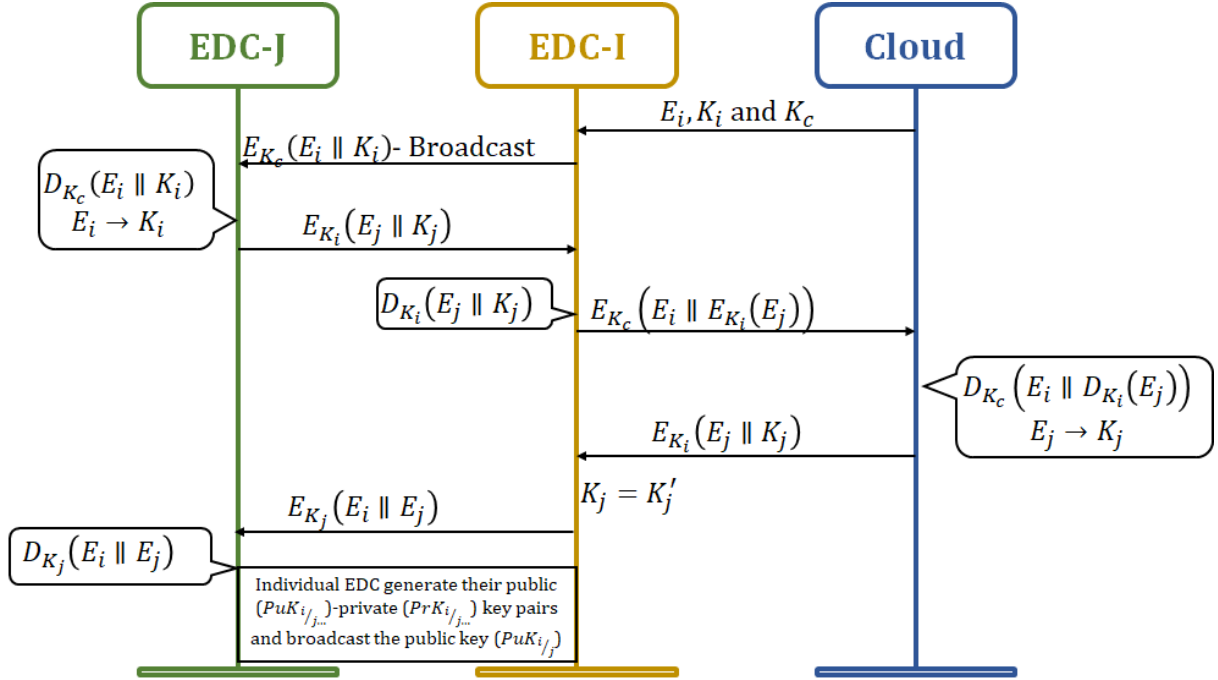 EDC-J
EDC-I
Cloud
E_i, K_i and K_c
E_{K_c}(E_i ∥ K_i)- Broadcast
D_{K_c}(E_i ∥ K_i)
E_i → K_i
E_{K_i}(E_j ∥ K_j)
D_{K_i}(E_j ∥ K_j)
E_{K_c}(E_i ∥ E_{K_i}(E_j))
D_{K_c}(E_i ∥ D_{K_i}(E_j))
E_j → K_j
E_{K_i}(E_j ∥ K_j)
K_j = K_j′
E_{K_j}(E_i ∥ E_j)
D_{K_j}(E_i ∥ E_j)
Individual EDC generate their public
(PuK_{i/j…})-private (PrK_{i/j…}) key pairs
and broadcast the public key (PuK_{i/j})